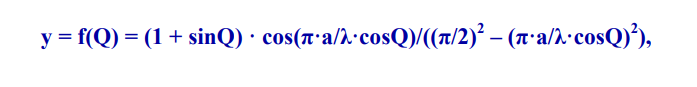 y = f(Q) = (1 + sinQ) · cos(π·a/λ·cosQ)/((π/2)² – (π·a/λ·cosQ)²),